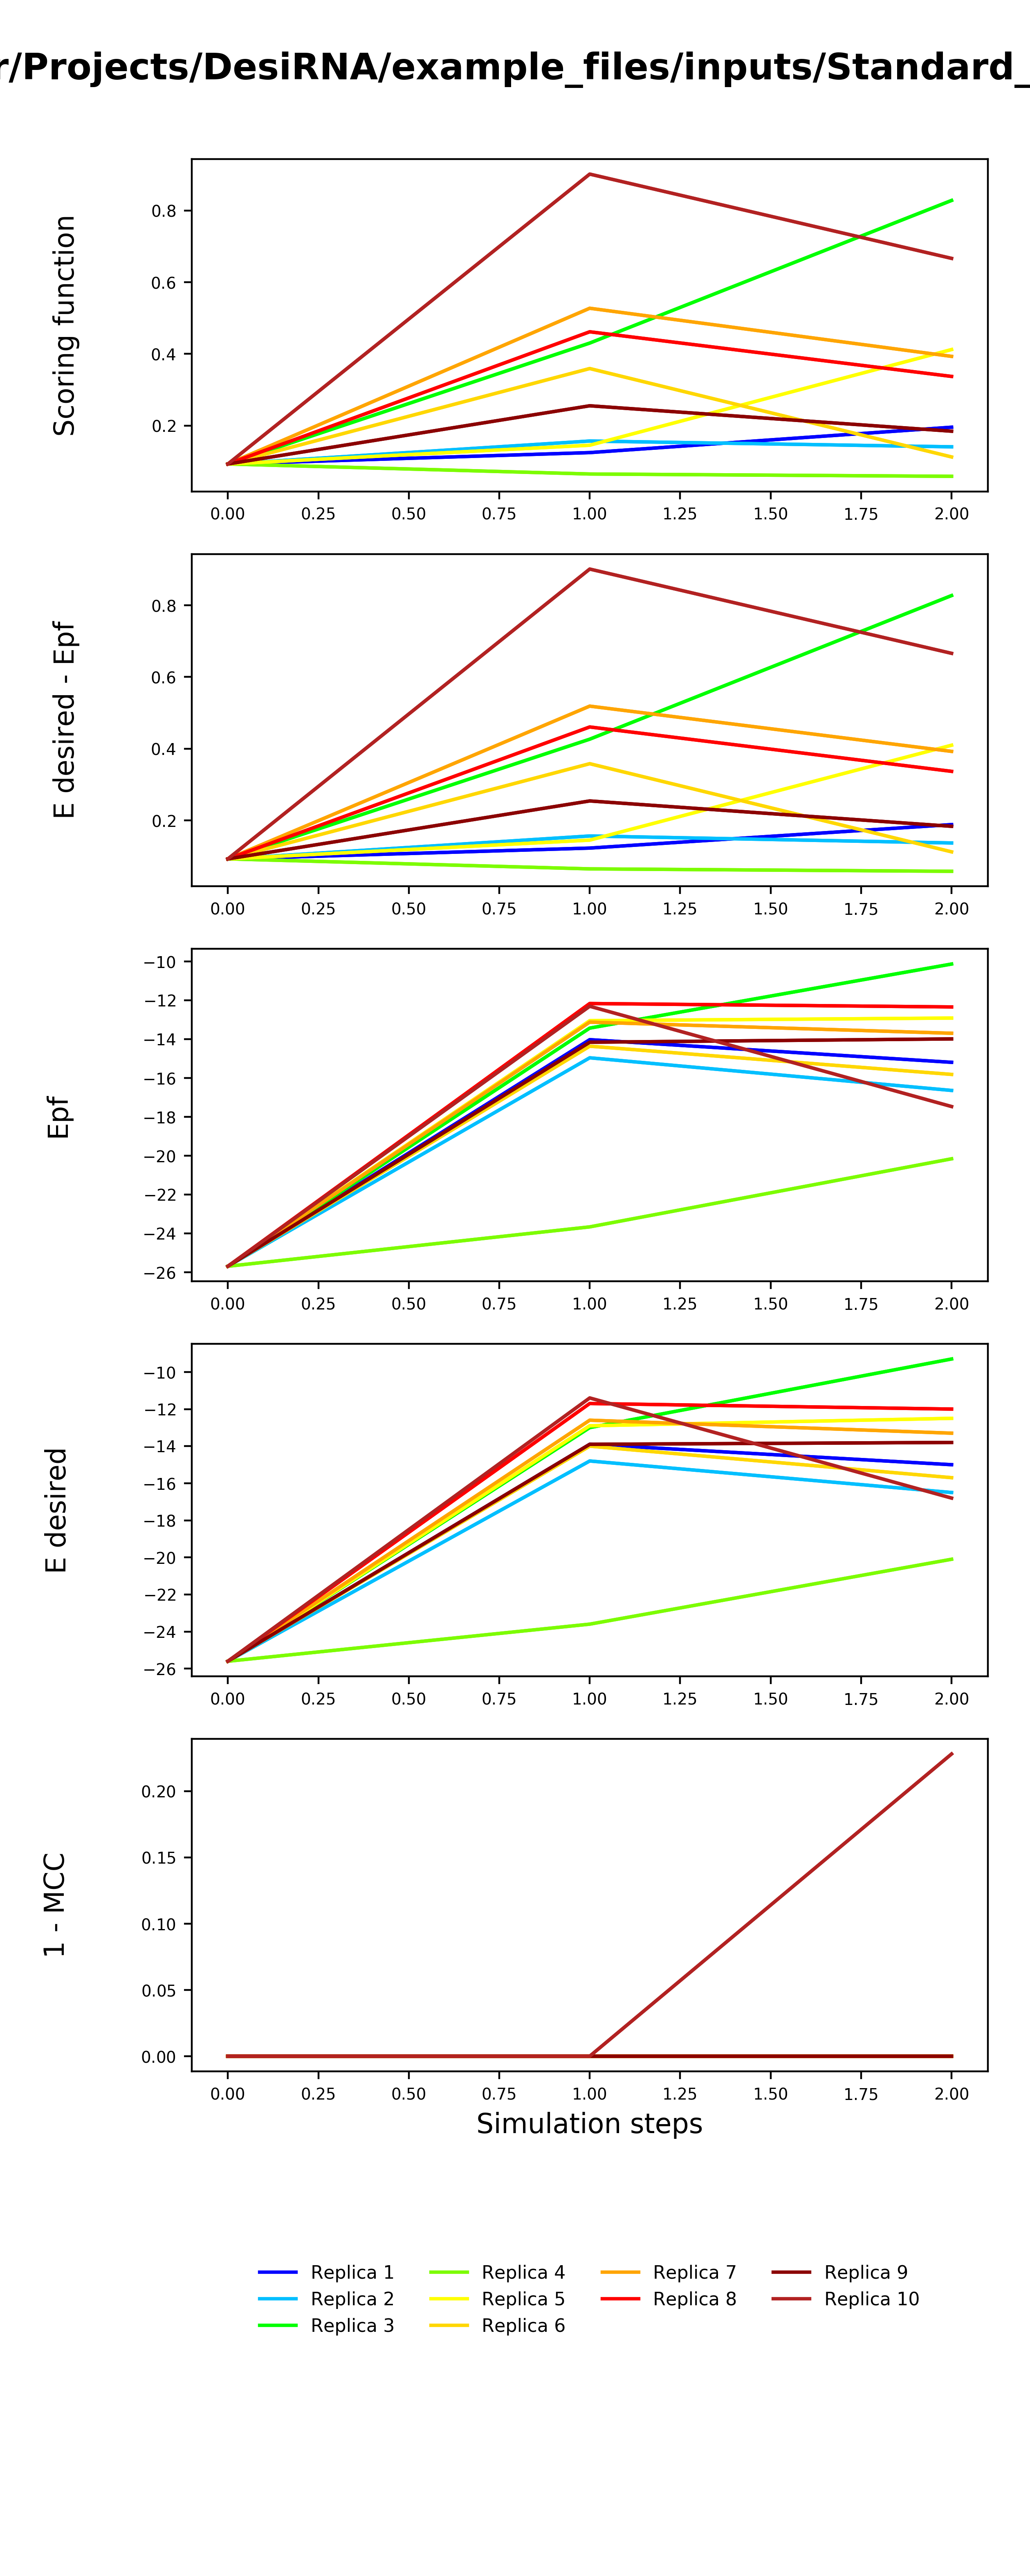 r/Projects/DesiRNA/example_files/inputs/Standard_
Scoring function
0.8
0.6
0.4
0.2
0.00 0.25 0.50 0.75 1.00 1.25 1.50 1.75 2.00
E desired - Epf
0.8
0.6
0.4
0.2
0.00 0.25 0.50 0.75 1.00 1.25 1.50 1.75 2.00
Epf
−10
−12
−14
−16
−18
−20
−22
−24
−26
0.00 0.25 0.50 0.75 1.00 1.25 1.50 1.75 2.00
E desired
−10
−12
−14
−16
−18
−20
−22
−24
−26
0.00 0.25 0.50 0.75 1.00 1.25 1.50 1.75 2.00
1 - MCC
0.20
0.15
0.10
0.05
0.00
0.00 0.25 0.50 0.75 1.00 1.25 1.50 1.75 2.00
Simulation steps
Replica 1 Replica 4 Replica 7 Replica 9
Replica 2 Replica 5 Replica 8 Replica 10
Replica 3 Replica 6